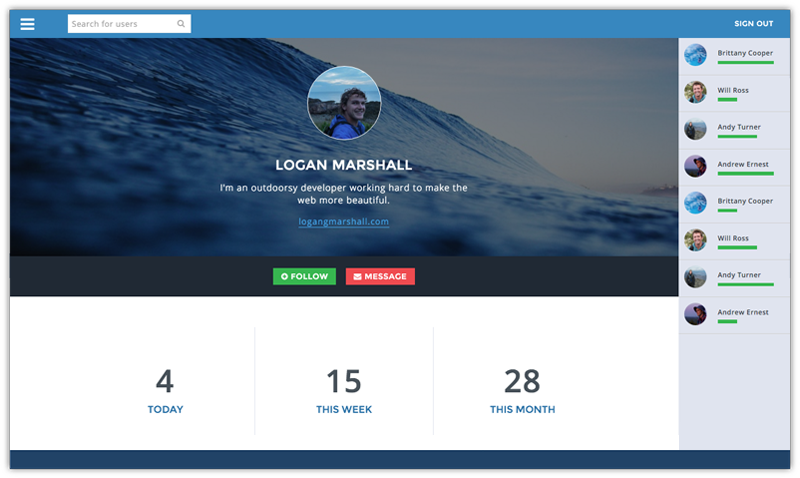 Search for users
SIGN OUT
LOGAN MARSHALL
I'm an outdoorsy developer working hard to make the
web more beautiful.
logangmarshall.com
FOLLOW
MESSAGE
4
TODAY
15
THIS WEEK
28
THIS MONTH
Brittany Cooper
Will Ross
Andy Turner
Andrew Ernest
Brittany Cooper
Will Ross
Andy Turner
Andrew Ernest